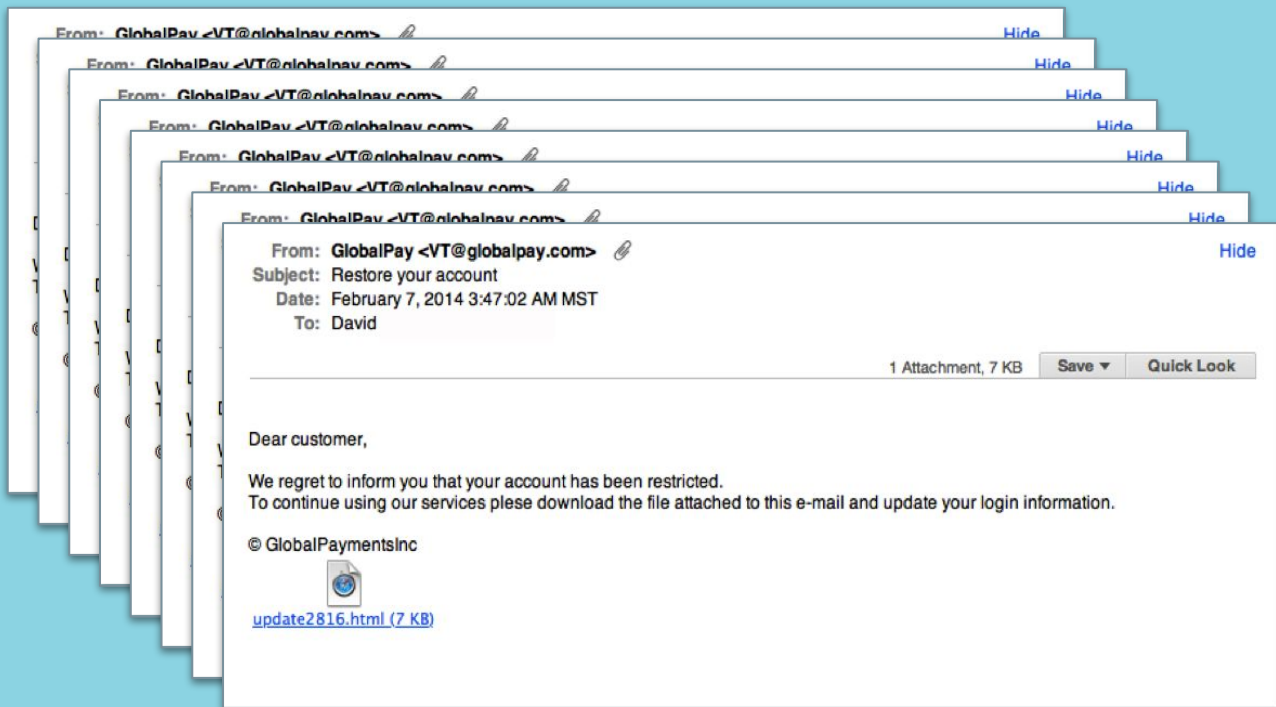 From: GlobalPay <VT@globalpay.com> Hide
From: GlobalPay <VT@globalpay.com> Hide
From: GlobalPay <VT@globalpay.com> Hide
From: GlobalPay <VT@globalpay.com> Hide
From: GlobalPay <VT@globalpay.com> Hide
From: GlobalPay <VT@globalpay.com> Hide
From: GlobalPay <VT@globalpay.com> Hide
From: GlobalPay <VT@globalpay.com> Hide
Subject: Restore your account
Date: February 7, 2014 3:47:02 AM MST
To: David
1 Attachment, 7 KB Save Quick Look
Dear customer,
We regret to inform you that your account has been restricted.
To continue using our services plese download the file attached to this e-mail and update your login information.
© GlobalPaymentsInc
update2816.html (7 KB)